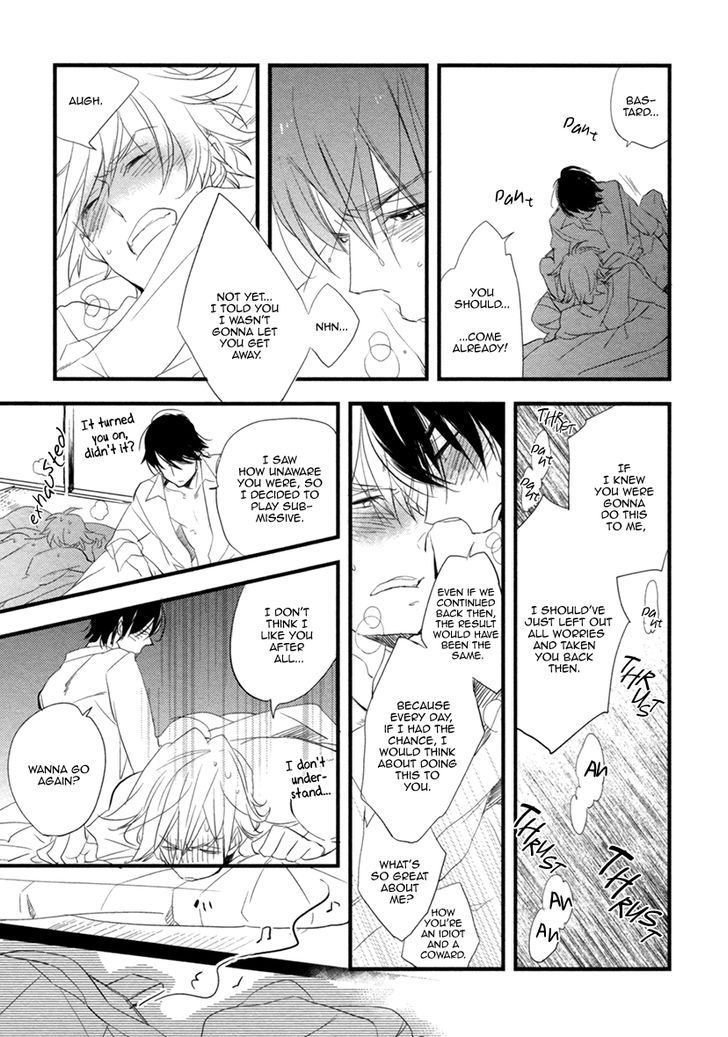 BAS-
TARD...
Pant
Pant
YOU
SHOULD...
...COME
ALREADY!
NHN...
AUGH.
NOT YET...
I TOLD YOU
I WASN'T
GONNA LET
YOU GET
AWAY.
THRUST
Pant
Pant
IF
I KNEW
YOU WERE
GONNA
DO THIS
TO ME,
I SHOULD'VE
JUST LEFT OUT
ALL WORRIES
AND TAKEN
YOU BACK
THEN.
Pant
THR
UST
AH
THRUST
THRUST
AH
AH
EVEN IF WE
CONTINUED
BACK THEN,
THE RESULT
WOULD HAVE
BEEN THE
SAME.
BECAUSE
EVERY DAY,
IF I HAD THE
CHANCE, I
WOULD THINK
ABOUT DOING
THIS TO
YOU.
WHAT'S
SO GREAT
ABOUT
ME?
HOW
YOU'RE
AN IDIOT
AND A
COWARD.
I SAW
HOW UNAWARE
YOU WERE, SO
I DECIDED TO
PLAY SUB-
MISSIVE.
It turned
you on,
didn't it?
exhausted
I DON'T
THINK I
LIKE YOU
AFTER
ALL...
I don't
under-
stand...
WANNA GO
AGAIN?